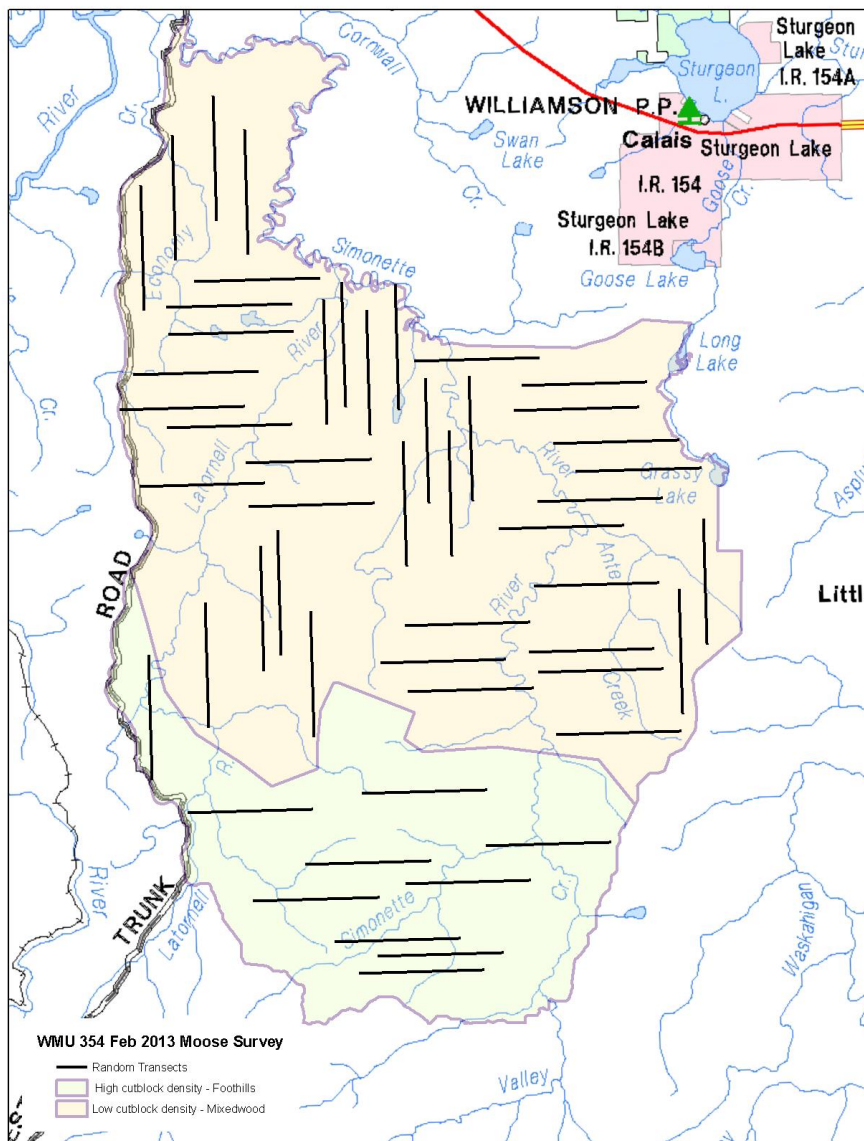 Sturgeon
Lake
I.R. 154A
Sturgeon
L.
Cornwall
Cr.
River
Cr.
WILLIAMSON P.P.
Swan
Lake
Calais
Sturgeon Lake
I.R. 154
Goose
Cr.
Sturgeon Lake
I.R. 154B
Goose Lake
Economy
Simonette
River
Long
Lake
Cr.
Latornell
River
Grassy
Lake
ROAD
River
Ante
Creek
Littl
R.
TRUNK
River
Latornell
Simonette
Cr.
Waskahigan
Valley
WMU 354 Feb 2013 Moose Survey
Random Transects
High cutblock density - Foothills
Low cutblock density - Mixedwood